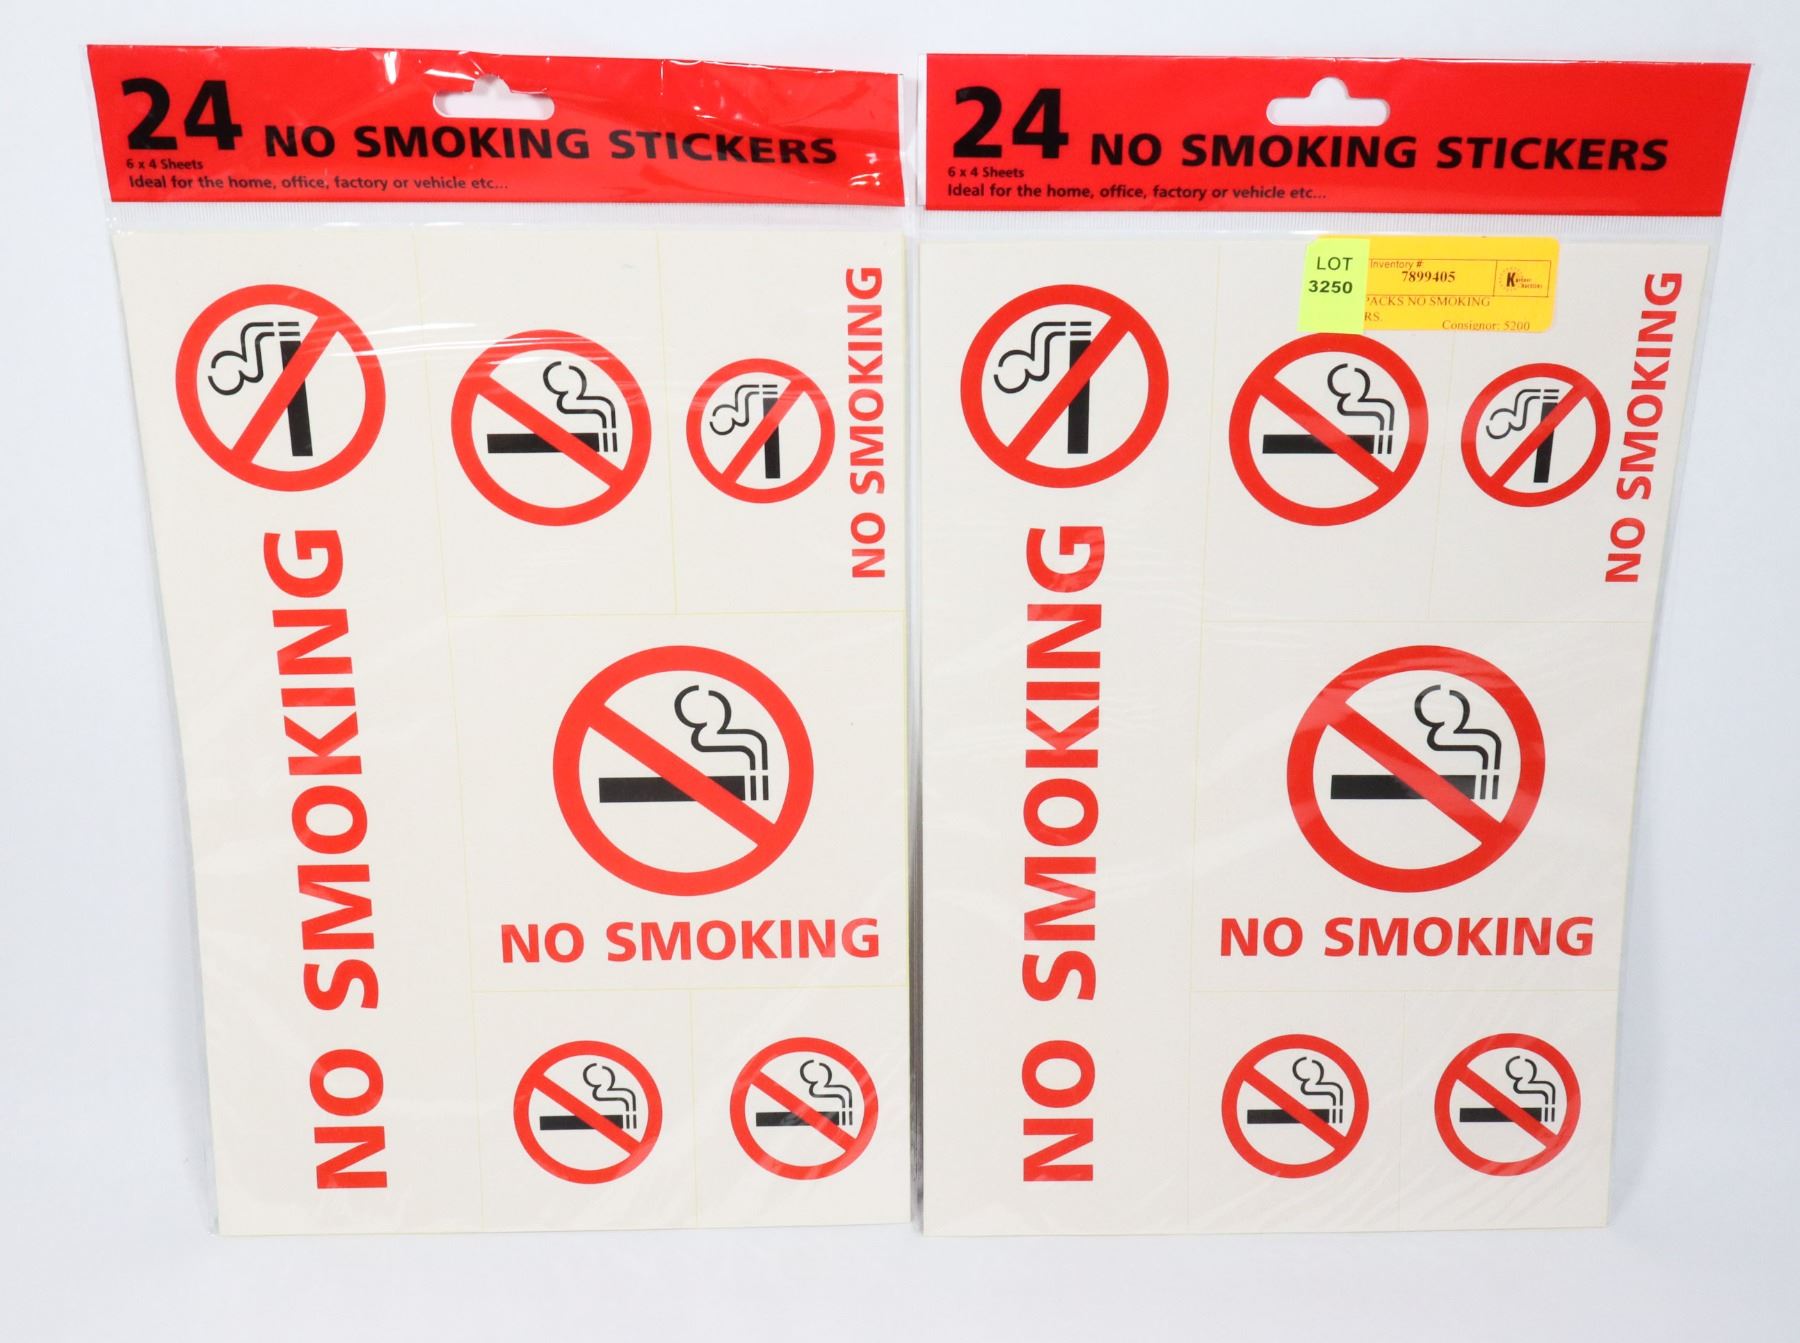 24 NO SMOKING STICKERS
6 x 4 Sheets
Ideal for the home, office, factory or vehicle etc...
NO SMOKING
NO SMOKING
NO SMOKING
24 NO SMOKING STICKERS
6 x 4 Sheets
Ideal for the home, office, factory or vehicle etc...
LOT
3250
Inventory #:
7899405
PACKS NO SMOKING
RS.
Consignor: 5200
NO SMOKING
NO SMOKING
NO SMOKING